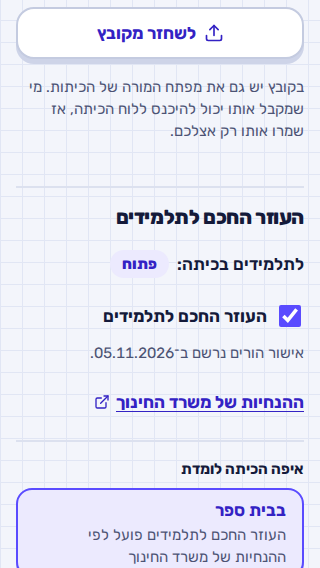 לשחזר מקובץ
בקובץ יש גם את מפתח המורה של הכיתות. מי
שמקבל אותו יכול להיכנס ללוח הכיתה, אז
שמרו אותו רק אצלכם.
העוזר החכם לתלמידים
לתלמידים בכיתה: פתוח
העוזר החכם לתלמידים
אישור הורים נרשם ב־05.11.2026.
ההנחיות של משרד החינוך
איפה הכיתה לומדת
בבית ספר
העוזר החכם לתלמידים פועל לפי
ההנחיות של משרד החינוך